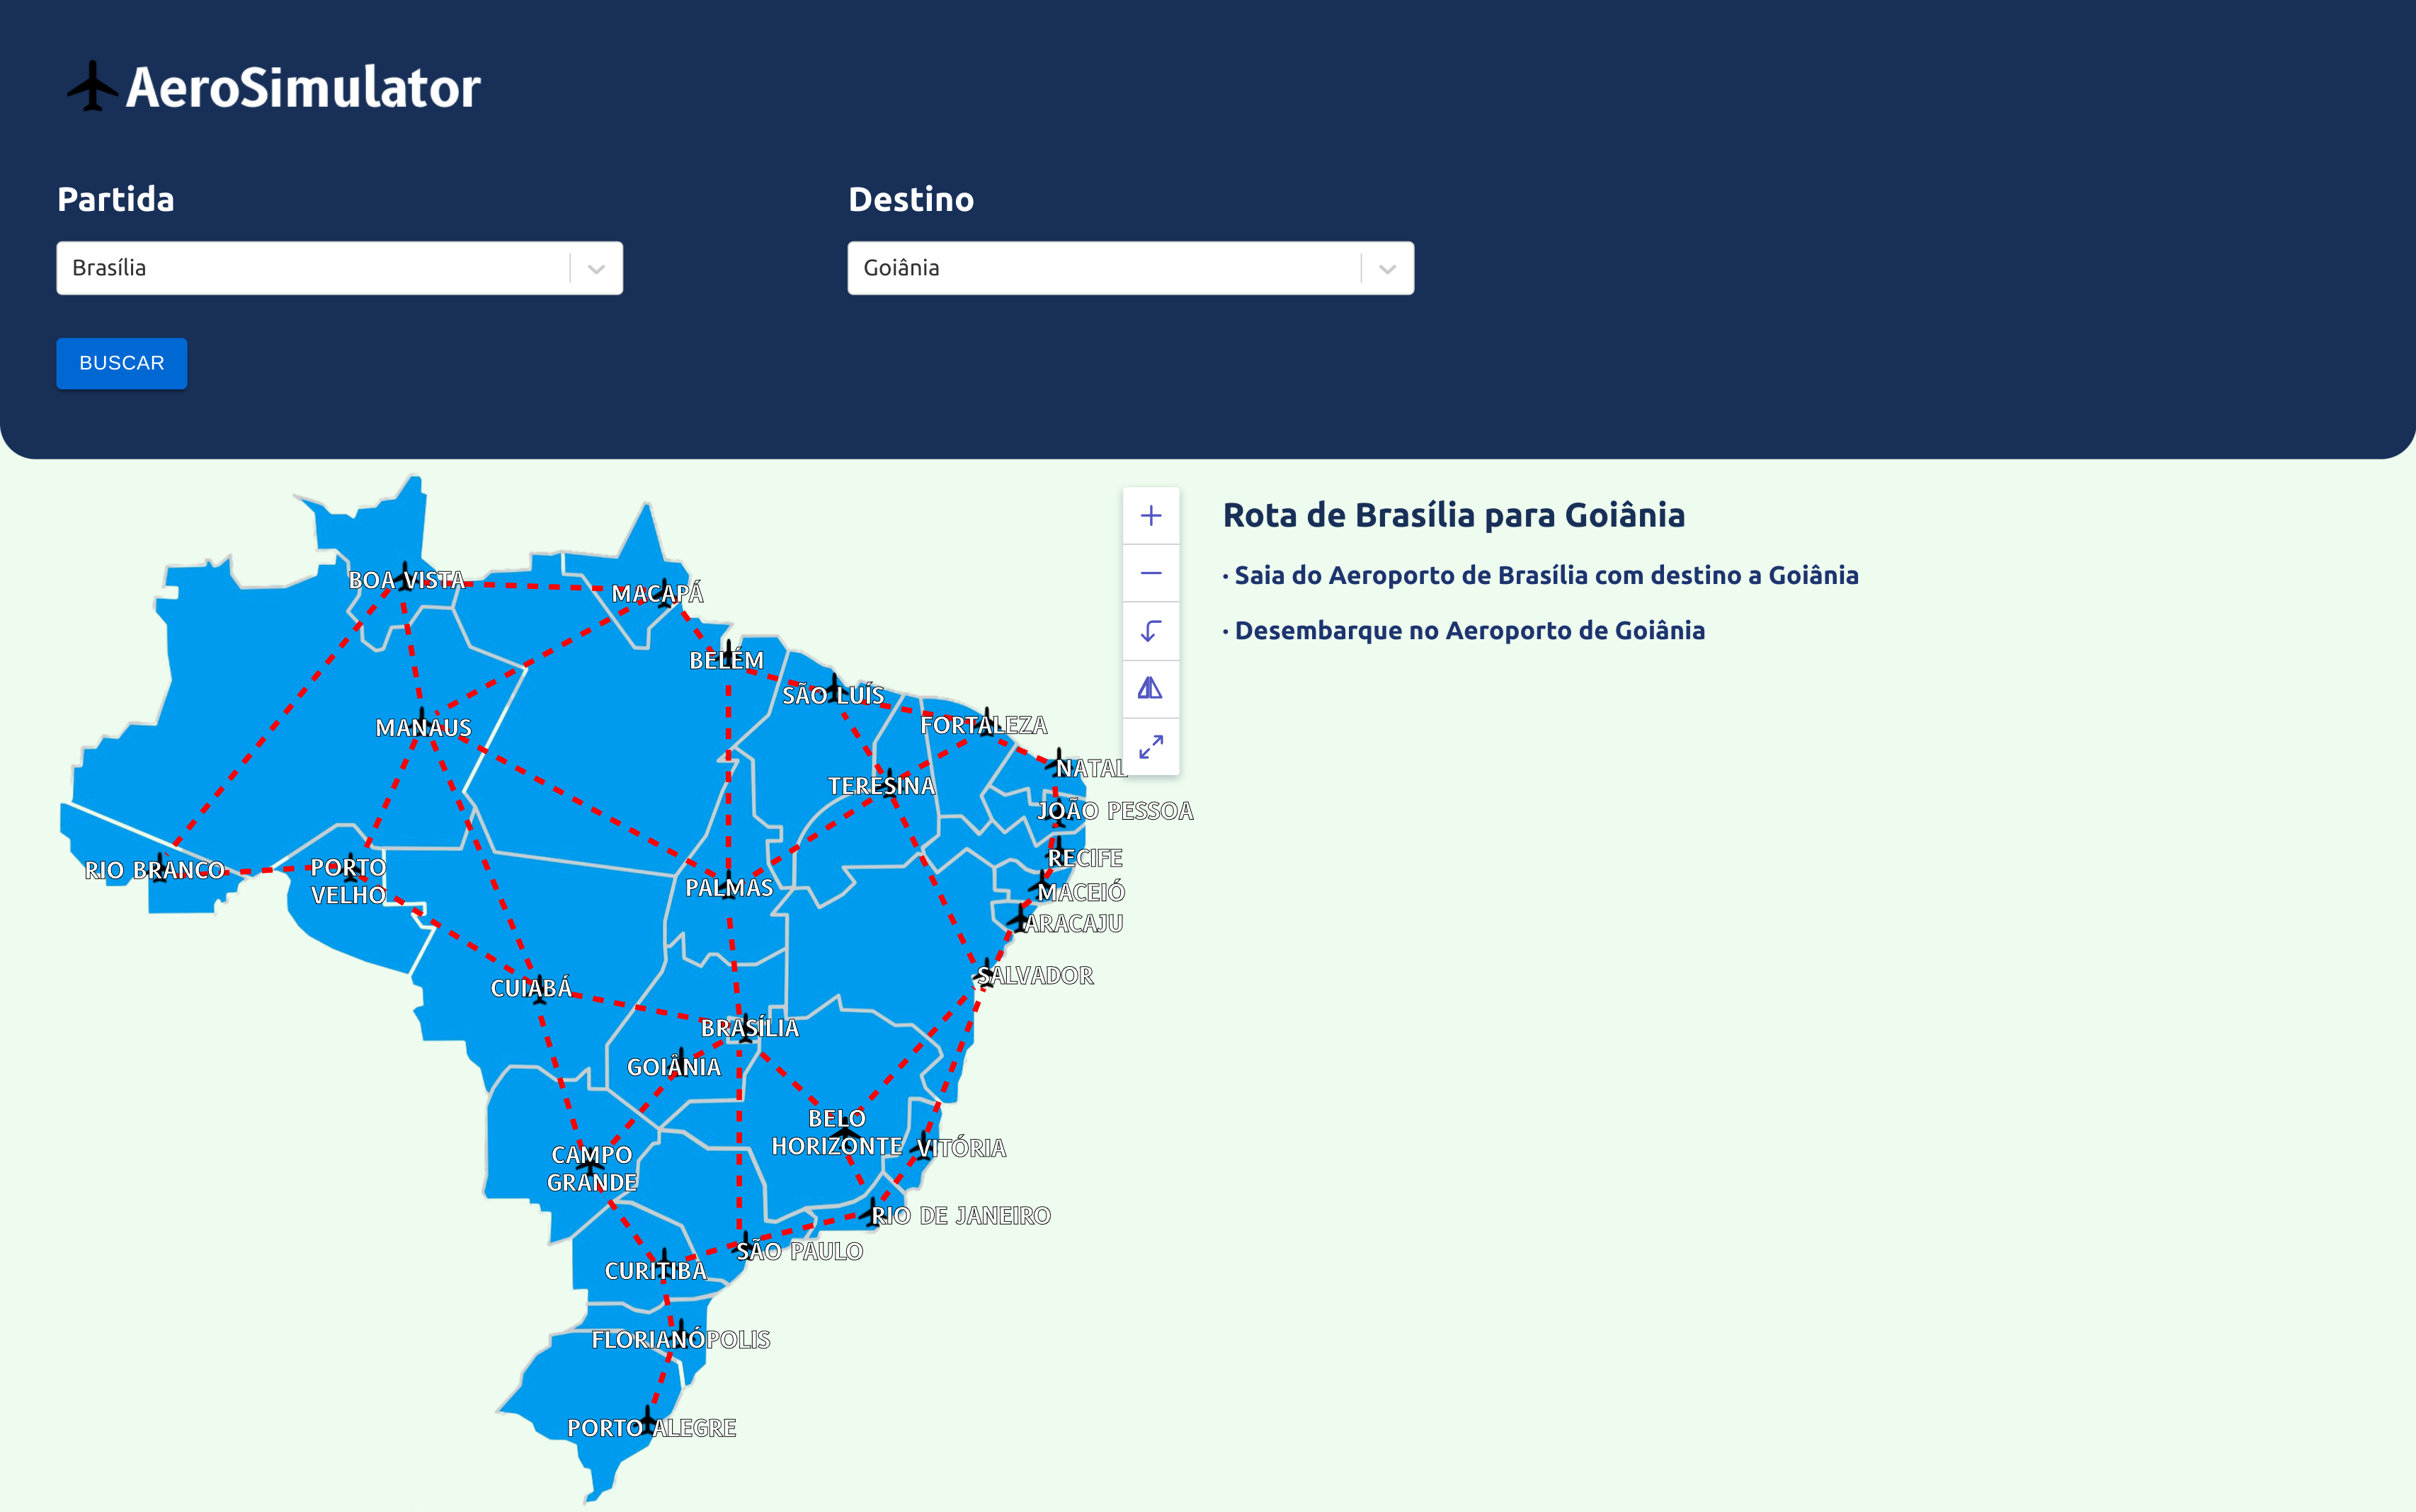 AeroSimulator
Partida
Destino
Brasília
Goiânia
BUSCAR
Rota de Brasília para Goiânia
· Saia do Aeroporto de Brasília com destino a Goiânia
· Desembarque no Aeroporto de Goiânia
BOA VISTA
MACAPÁ
BELÉM
SÃO LUÍS
FORTALEZA
MANAUS
NATAL
TERESINA
JOÃO PESSOA
RECIFE
RIO BRANCO
PORTO
VELHO
PALMAS
MACEIÓ
ARACAJU
SALVADOR
CUIABÁ
BRASÍLIA
GOIÂNIA
BELO
HORIZONTE
VITÓRIA
CAMPO
GRANDE
RIO DE JANEIRO
SÃO PAULO
CURITIBA
FLORIANÓPOLIS
PORTO ALEGRE